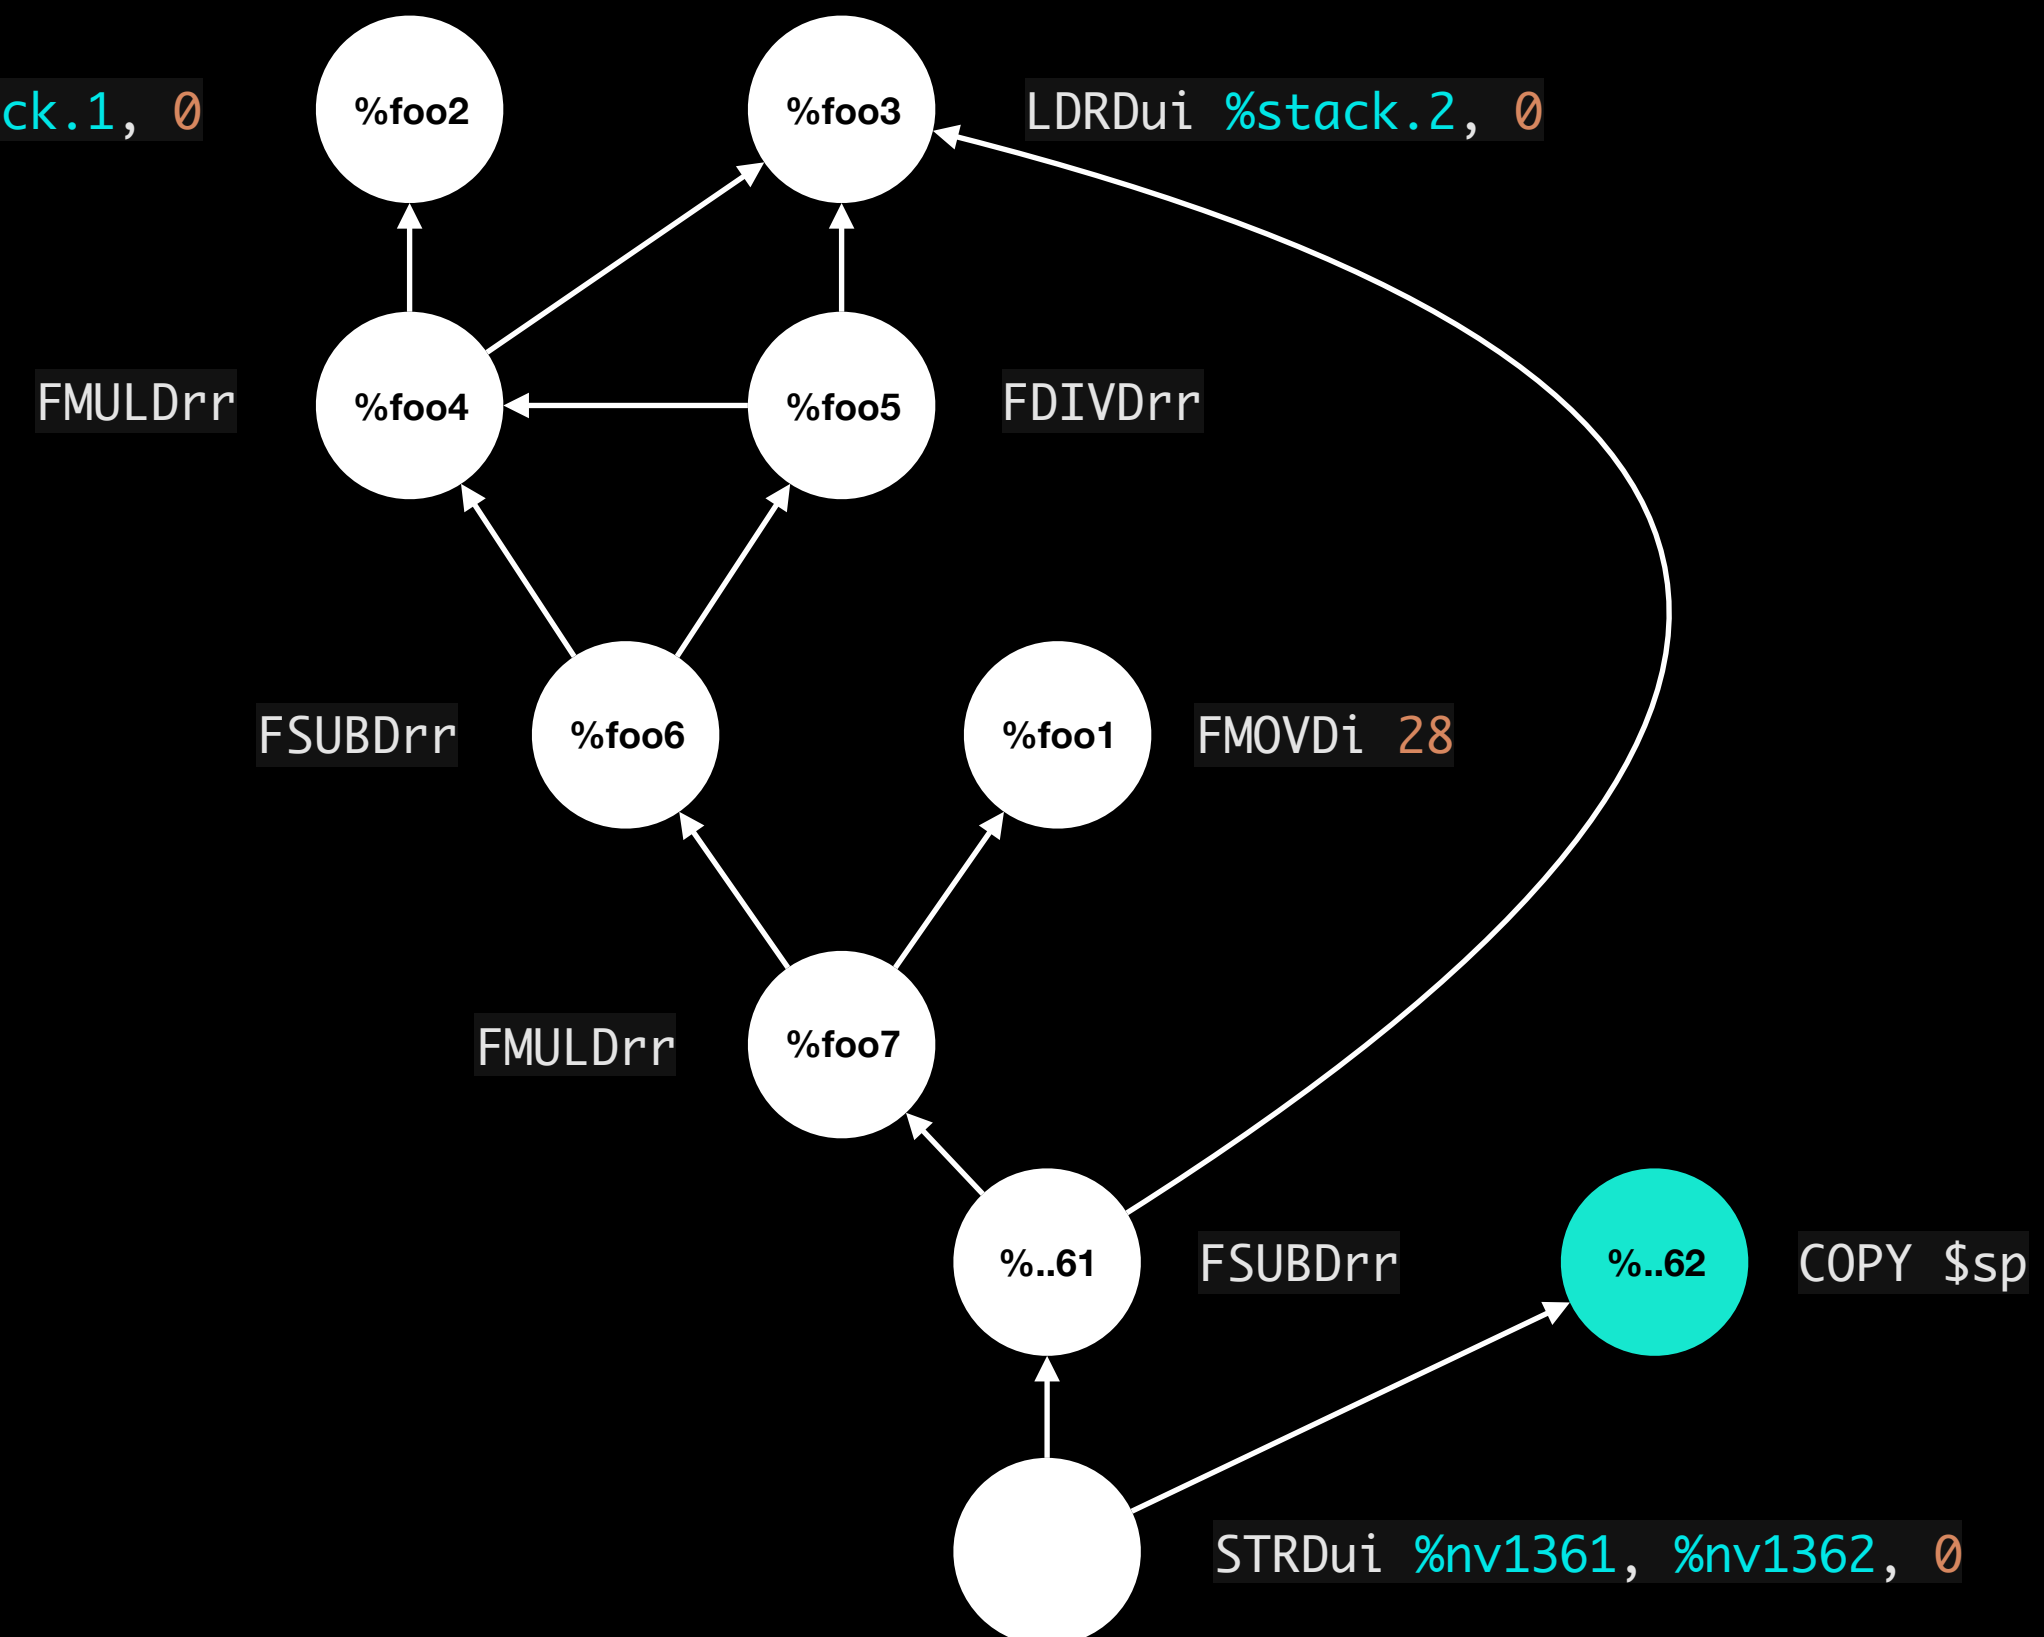 ck.1, 0
%foo2
%foo3
LDRDui %stack.2, 0
FMULDrr
%foo4
%foo5
FDIVDrr
FSUBDrr
%foo6
%foo1
FMOVDi 28
FMULDrr
%foo7
%..61
FSUBDrr
%..62
COPY $sp
STRDui %nv1361, %nv1362, 0